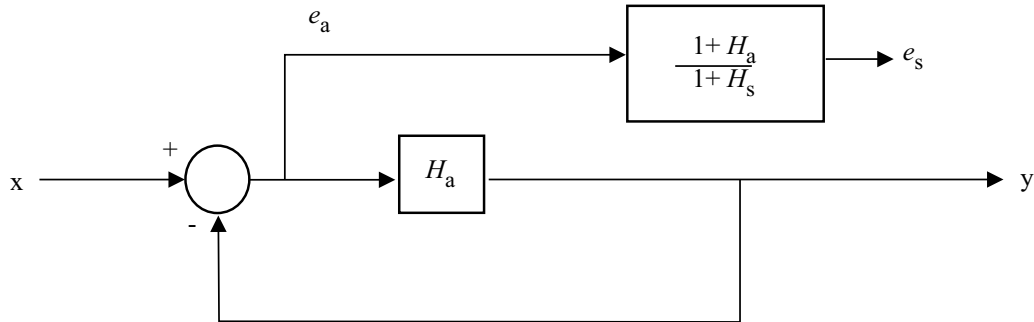 e_a
1+ H_a
1+ H_s
e_s
+
x
H_a
y
-